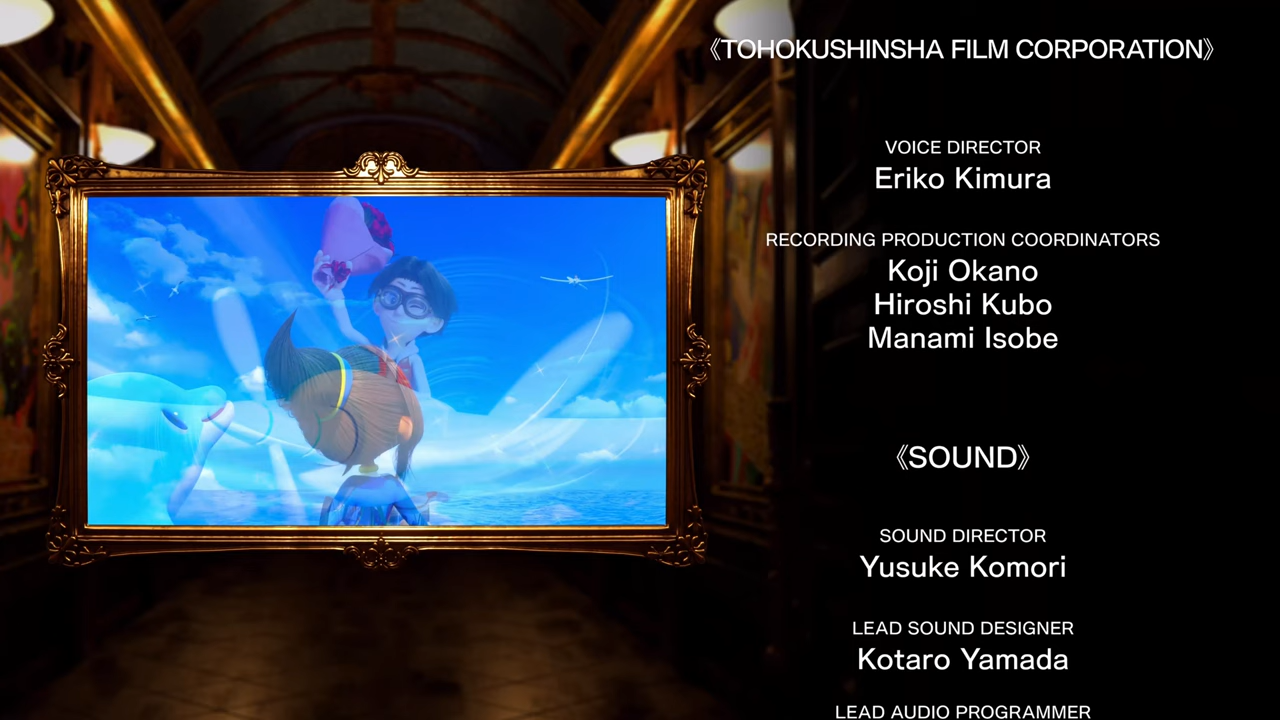 《TOHOKUSHINSHA FILM CORPORATION》
VOICE DIRECTOR
Eriko Kimura
RECORDING PRODUCTION COORDINATORS
Koji Okano
Hiroshi Kubo
Manami Isobe
《SOUND》
SOUND DIRECTOR
Yusuke Komori
LEAD SOUND DESIGNER
Kotaro Yamada
LEAD AUDIO PROGRAMMER